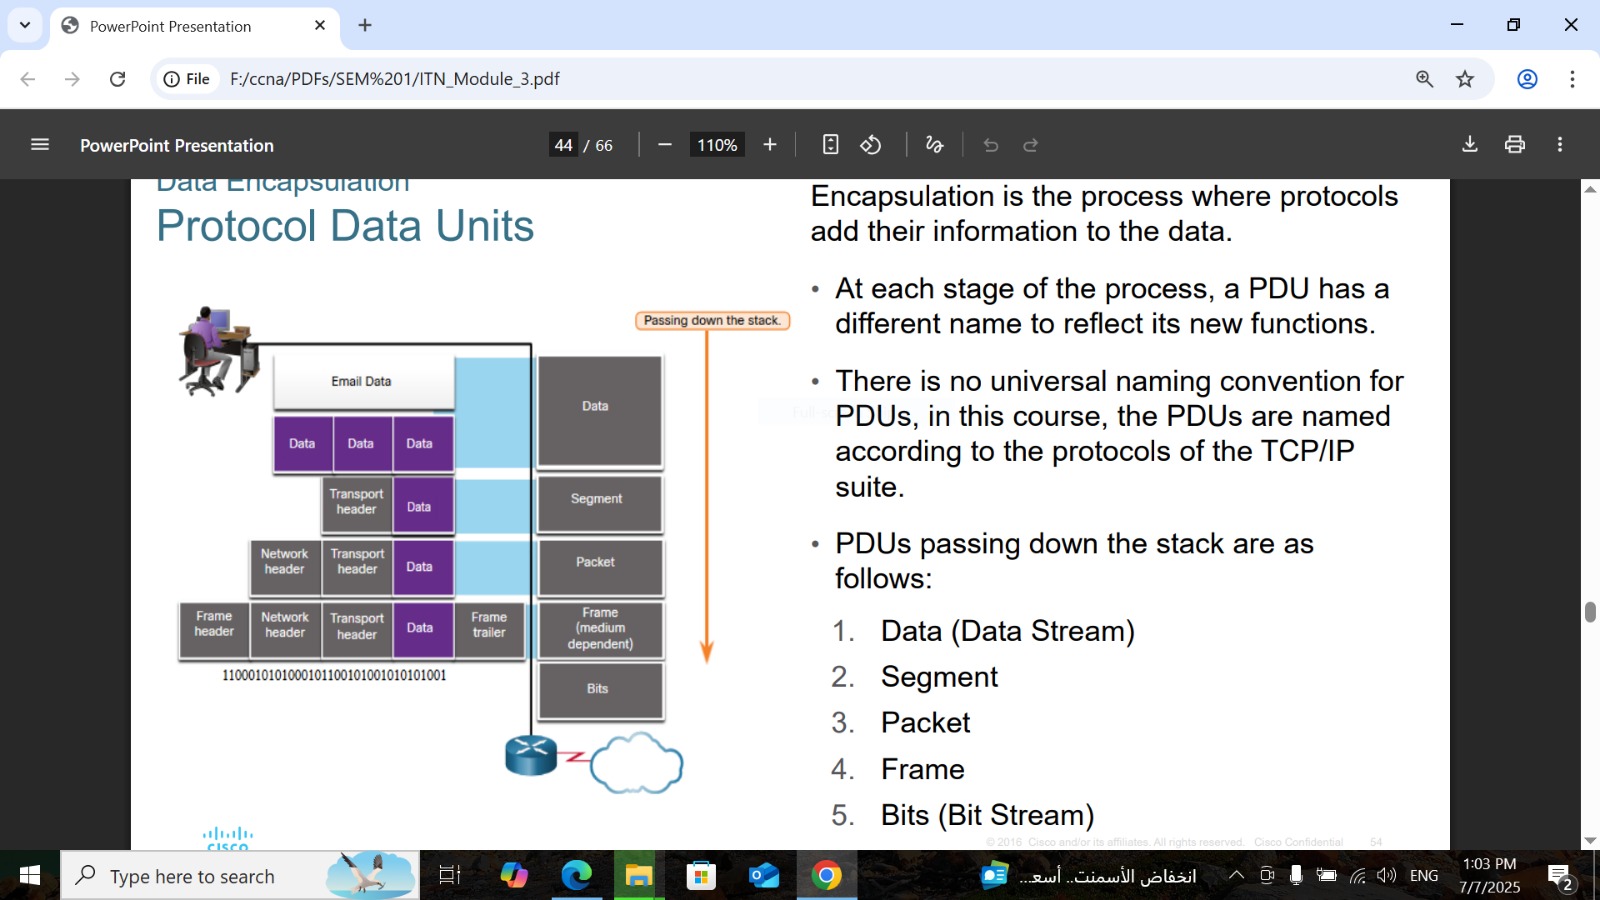 PowerPoint Presentation
File
F:/ccna/PDFs/SEM%201/ITN_Module_3.pdf
PowerPoint Presentation
44 / 66
110%
Data Encapsulation
Protocol Data Units
Passing down the stack.
Email Data
Data
Data
Data
Data
Transport
header
Data
Segment
Network
header
Transport
header
Data
Packet
Frame
header
Network
header
Transport
header
Data
Frame
trailer
Frame
(medium
dependent)
1100010101000101100101001010101001
Bits
Encapsulation is the process where protocols
add their information to the data.
• At each stage of the process, a PDU has a
different name to reflect its new functions.
• There is no universal naming convention for
PDUs, in this course, the PDUs are named
according to the protocols of the TCP/IP
suite.
• PDUs passing down the stack are as
follows:
1. Data (Data Stream)
2. Segment
3. Packet
4. Frame
5. Bits (Bit Stream)
cisco
© 2016 Cisco and/or its affiliates. All rights reserved. Cisco Confidential 54
Type here to search
انخفاض الأسمنت.. أسعـ...
ENG
1:03 PM
7/7/2025
2